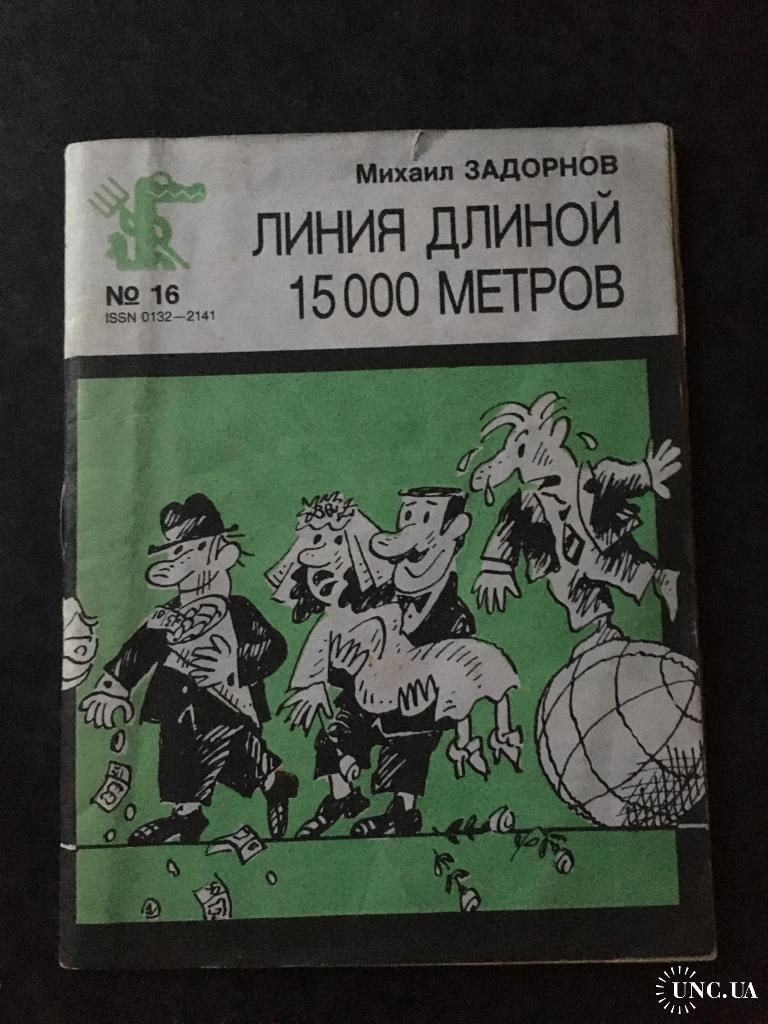 Михаил ЗАДОРНОВ
ЛИНИЯ ДЛИНОЙ
15 000 МЕТРОВ
№ 16
ISSN 0132—2141
UNC.UA